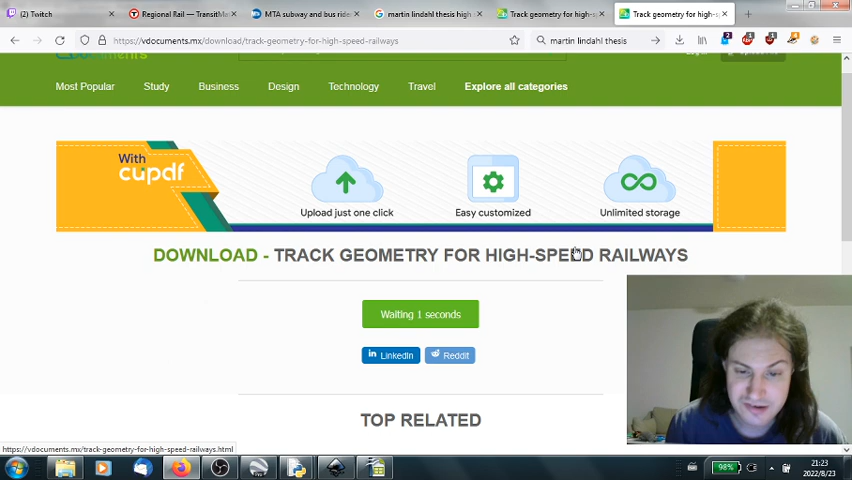 Twitch
Regional Rail — TransitMa
MTA subway and bus ride
martin lindahl thesis high
Track geometry for high-s
Track geometry for high-s
https://vdocuments.mx/download/track-geometry-for-high-speed-railways
martin lindahl thesis
Most Popular
Study
Business
Design
Technology
Travel
Explore all categories
With
cupdf
Upload just one click
Easy customized
Unlimited storage
DOWNLOAD - TRACK GEOMETRY FOR HIGH-SPEED RAILWAYS
Waiting 1 seconds
LinkedIn
Reddit
TOP RELATED
https://vdocuments.mx/track-geometry-for-high-speed-railways.html
98%
21:23
2022/8/23